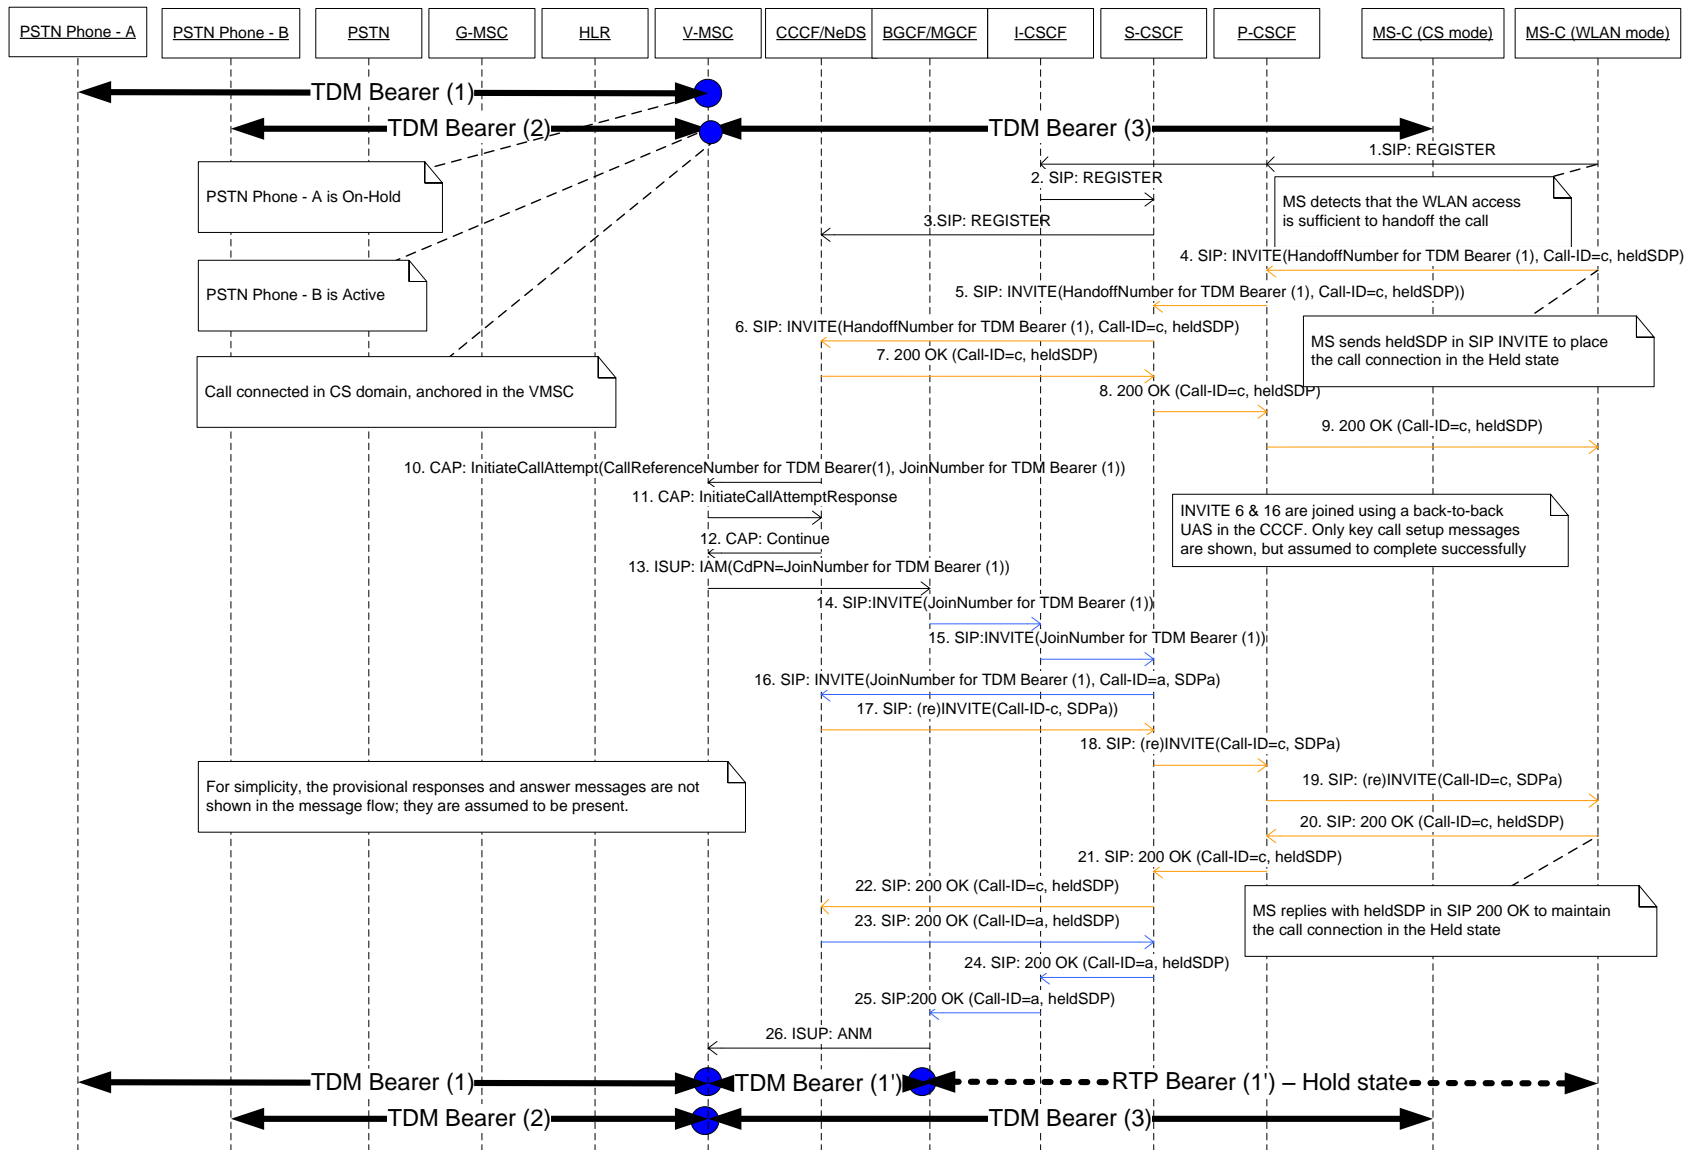 PSTN Phone - A
PSTN Phone - B
PSTN
G-MSC
HLR
V-MSC
CCCF/NeDS
BGCF/MGCF
I-CSCF
S-CSCF
P-CSCF
MS-C (CS mode)
MS-C (WLAN mode)
TDM Bearer (1)
TDM Bearer (2)
TDM Bearer (3)
1.SIP: REGISTER
2. SIP: REGISTER
PSTN Phone - A is On-Hold
MS detects that the WLAN access
is sufficient to handoff the call
3.SIP: REGISTER
4. SIP: INVITE(HandoffNumber for TDM Bearer (1), Call-ID=c, heldSDP)
PSTN Phone - B is Active
5. SIP: INVITE(HandoffNumber for TDM Bearer (1), Call-ID=c, heldSDP))
6. SIP: INVITE(HandoffNumber for TDM Bearer (1), Call-ID=c, heldSDP)
MS sends heldSDP in SIP INVITE to place
the call connection in the Held state
7. 200 OK (Call-ID=c, heldSDP)
Call connected in CS domain, anchored in the VMSC
8. 200 OK (Call-ID=c, heldSDP)
9. 200 OK (Call-ID=c, heldSDP)
10. CAP: InitiateCallAttempt(CallReferenceNumber for TDM Bearer(1), JoinNumber for TDM Bearer (1))
11. CAP: InitiateCallAttemptResponse
INVITE 6 & 16 are joined using a back-to-back
UAS in the CCCF. Only key call setup messages
are shown, but assumed to complete successfully
12. CAP: Continue
13. ISUP: IAM(CdPN=JoinNumber for TDM Bearer (1))
14. SIP:INVITE(JoinNumber for TDM Bearer (1))
15. SIP:INVITE(JoinNumber for TDM Bearer (1))
16. SIP: INVITE(JoinNumber for TDM Bearer (1), Call-ID=a, SDPa)
17. SIP: (re)INVITE(Call-ID-c, SDPa))
18. SIP: (re)INVITE(Call-ID=c, SDPa)
For simplicity, the provisional responses and answer messages are not
shown in the message flow; they are assumed to be present.
19. SIP: (re)INVITE(Call-ID=c, SDPa)
20. SIP: 200 OK (Call-ID=c, heldSDP)
21. SIP: 200 OK (Call-ID=c, heldSDP)
22. SIP: 200 OK (Call-ID=c, heldSDP)
MS replies with heldSDP in SIP 200 OK to maintain
the call connection in the Held state
23. SIP: 200 OK (Call-ID=a, heldSDP)
24. SIP: 200 OK (Call-ID=a, heldSDP)
25. SIP:200 OK (Call-ID=a, heldSDP)
26. ISUP: ANM
TDM Bearer (1)
TDM Bearer (1')
RTP Bearer (1') – Hold state
TDM Bearer (2)
TDM Bearer (3)